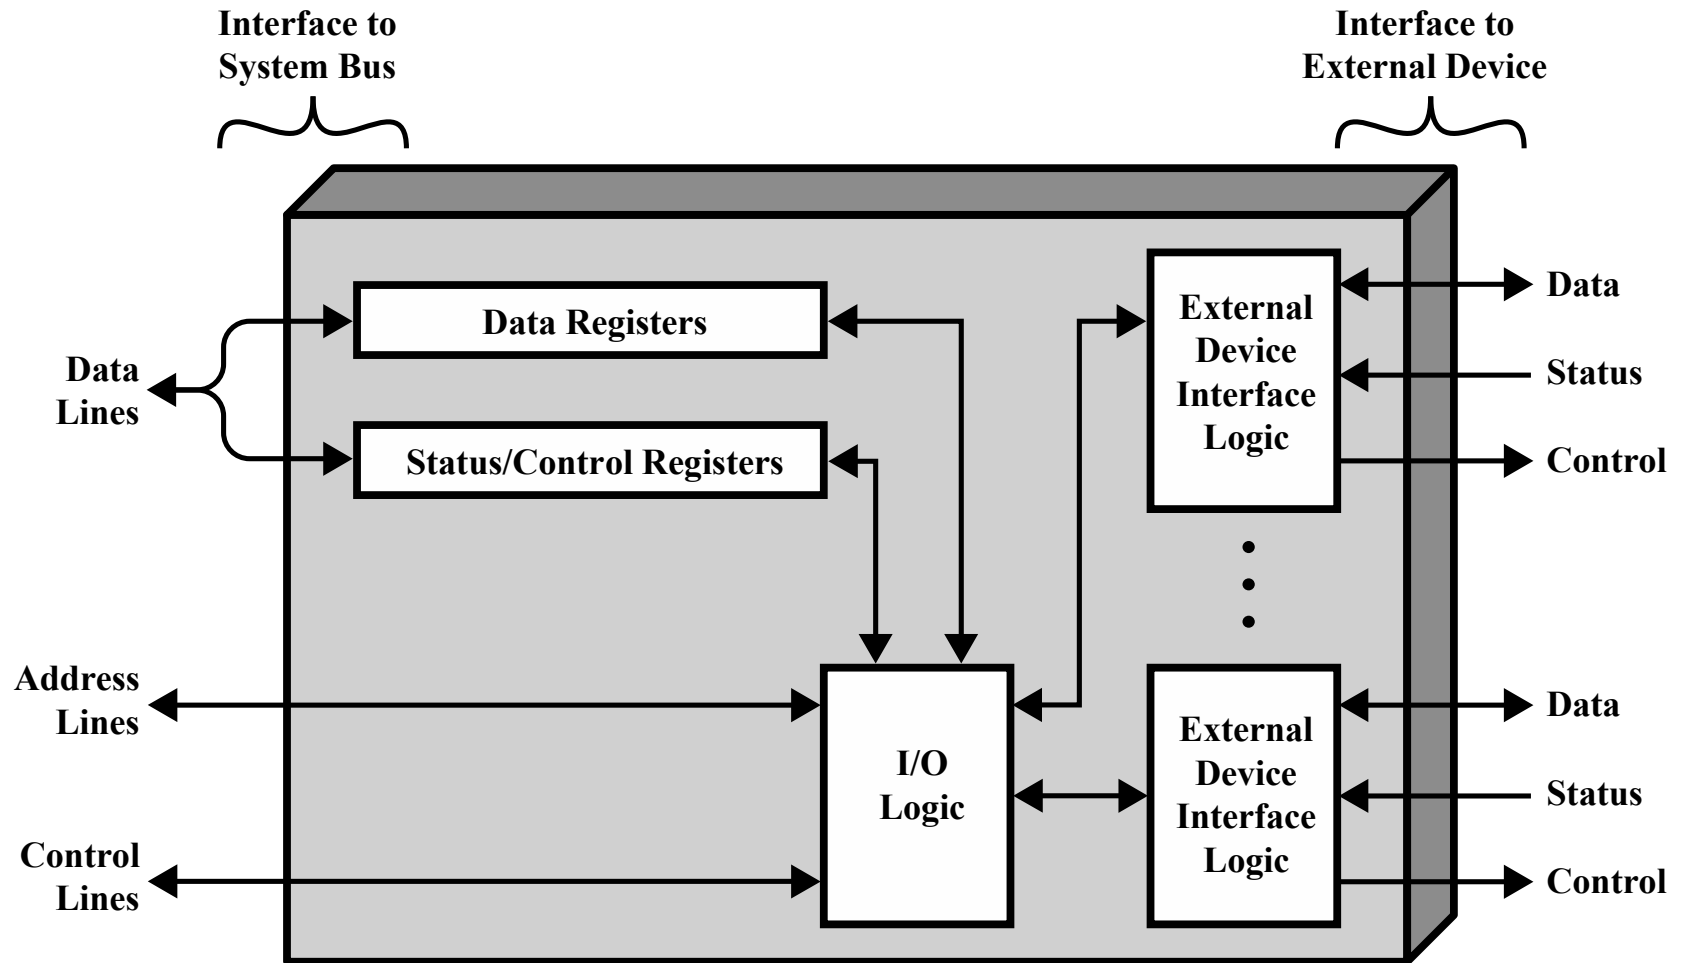 Interface to
System Bus
Interface to
External Device
Data Registers
Status/Control Registers
Data
Lines
Address
Lines
Control
Lines
I/O
Logic
External
Device
Interface
Logic
Data
Status
Control
External
Device
Interface
Logic
Data
Status
Control